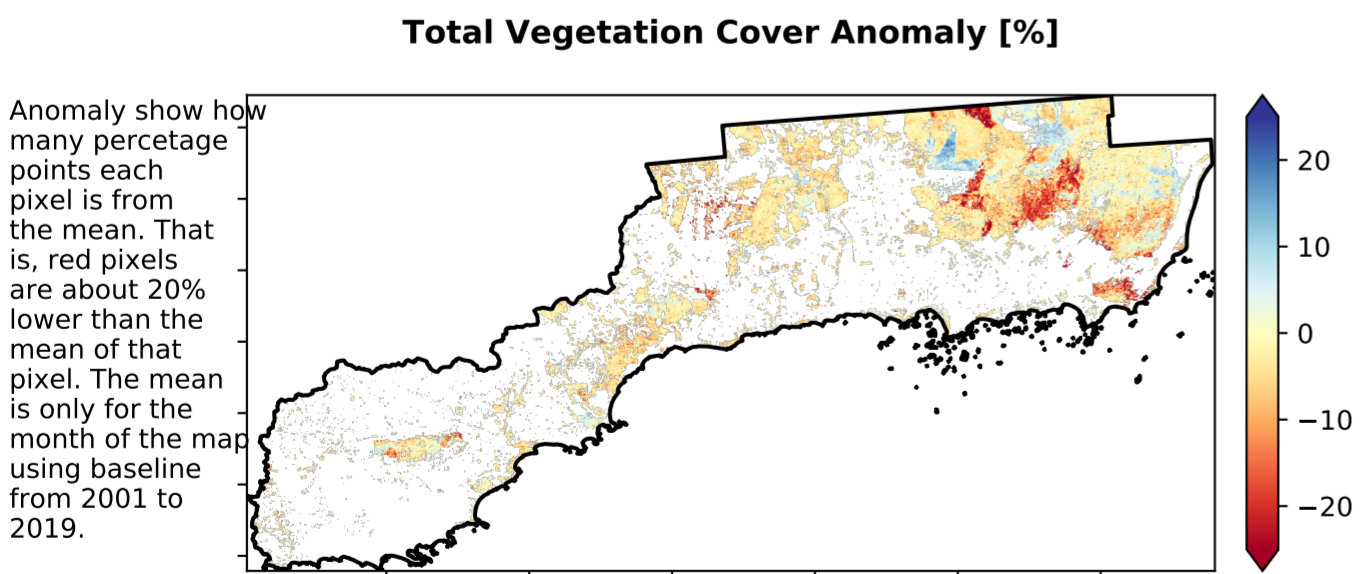 Total Vegetation Cover Anomaly [%]
Anomaly show how
many percetage
points each
pixel is from
the mean. That
is, red pixels
are about 20%
lower than the
mean of that
pixel. The mean
is only for the
month of the map
using baseline
from 2001 to
2019.
20
10
0
−10
−20